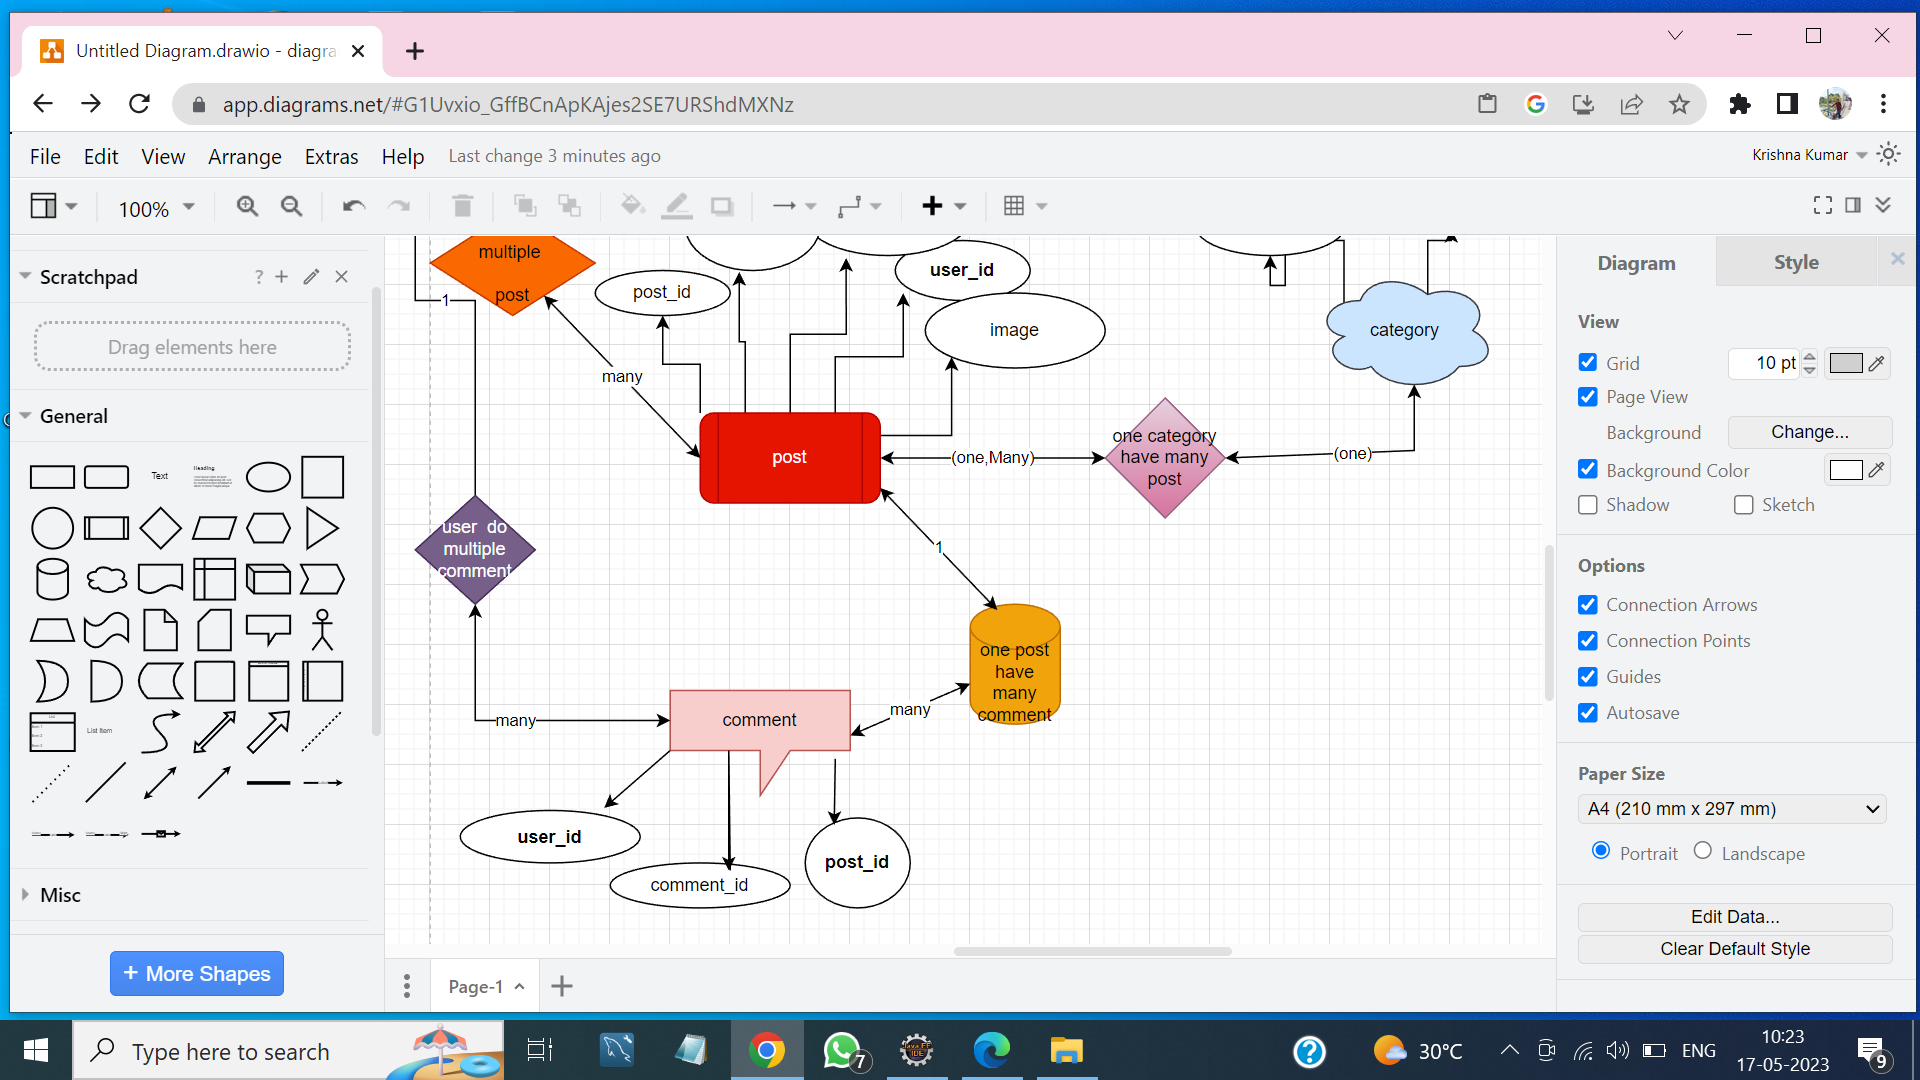 Untitled Diagram.drawio - diagra
app.diagrams.net/#G1Uvxio_GffBCnApKAjes2SE7URShdMXNz
File Edit View Arrange Extras Help Last change 3 minutes ago
Krishna Kumar
100%
Scratchpad
?
Drag elements here
General
Text
Heading
List Item
Misc
+ More Shapes
multiple
post
1
post_id
user_id
image
category
many
post
(one,Many)
one category
have many
post
(one)
user do
multiple
comment
1
one post
have
many
comment
many
comment
many
user_id
comment_id
post_id
Page-1
Diagram
Style
View
Grid
10 pt
Page View
Background
Change...
Background Color
Shadow
Sketch
Options
Connection Arrows
Connection Points
Guides
Autosave
Paper Size
A4 (210 mm x 297 mm)
Portrait
Landscape
Edit Data...
Clear Default Style
Type here to search
7
Java EE
IDE
?
30°C
ENG
10:23
17-05-2023
9